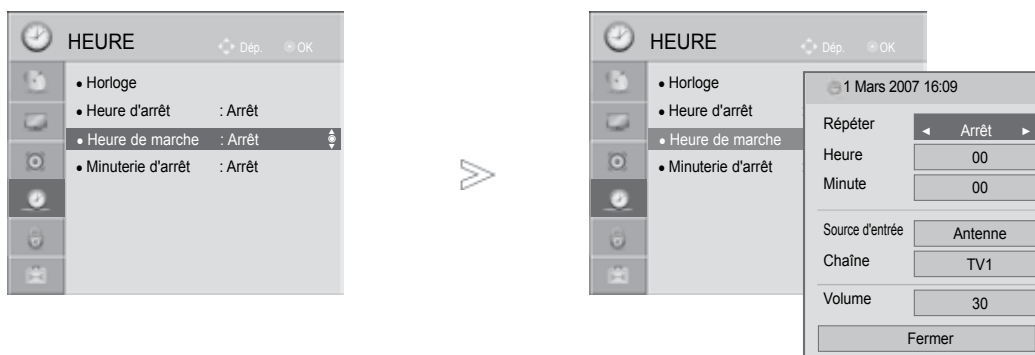 HEURE
Dép. OK
• Horloge
• Heure d'arrêt : Arrêt
• Heure de marche : Arrêt
• Minuterie d'arrêt : Arrêt
HEURE
Dép. OK
• Horloge
• Heure d'arrêt
• Heure de marche
• Minuterie d'arrêt
1 Mars 2007 16:09
Répéter ◄ Arrêt ►
Heure 00
Minute 00
Source d'entrée Antenne
Chaîne TV1
Volume 30
Fermer